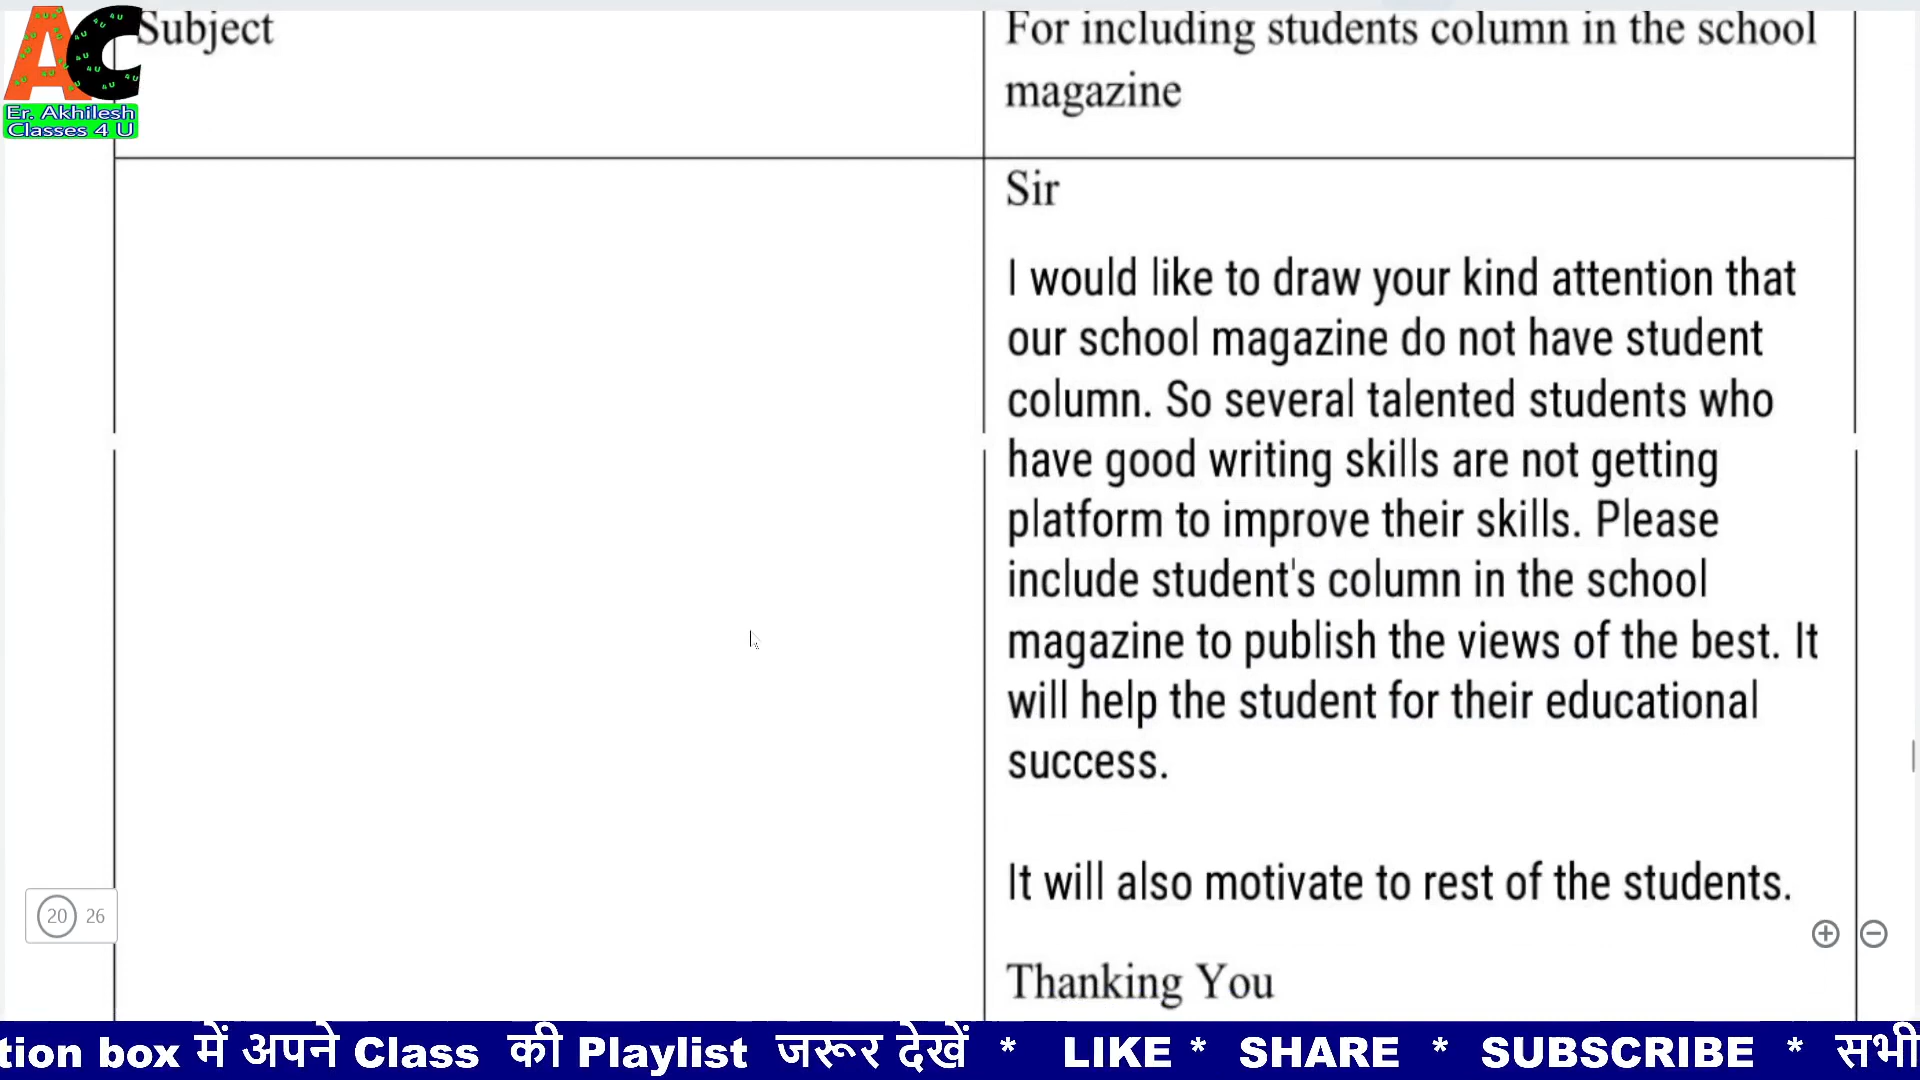 Subject
For including students column in the school
magazine
AC
Er. Akhilesh
Classes 4 U
Sir
I would like to draw your kind attention that
our school magazine do not have student
column. So several talented students who
have good writing skills are not getting
platform to improve their skills. Please
include student's column in the school
magazine to publish the views of the best. It
will help the student for their educational
success.
It will also motivate to rest of the students.
Thanking You
20 26
tion box में अपने Class की Playlist जरूर देखें * LIKE * SHARE * SUBSCRIBE * सभी